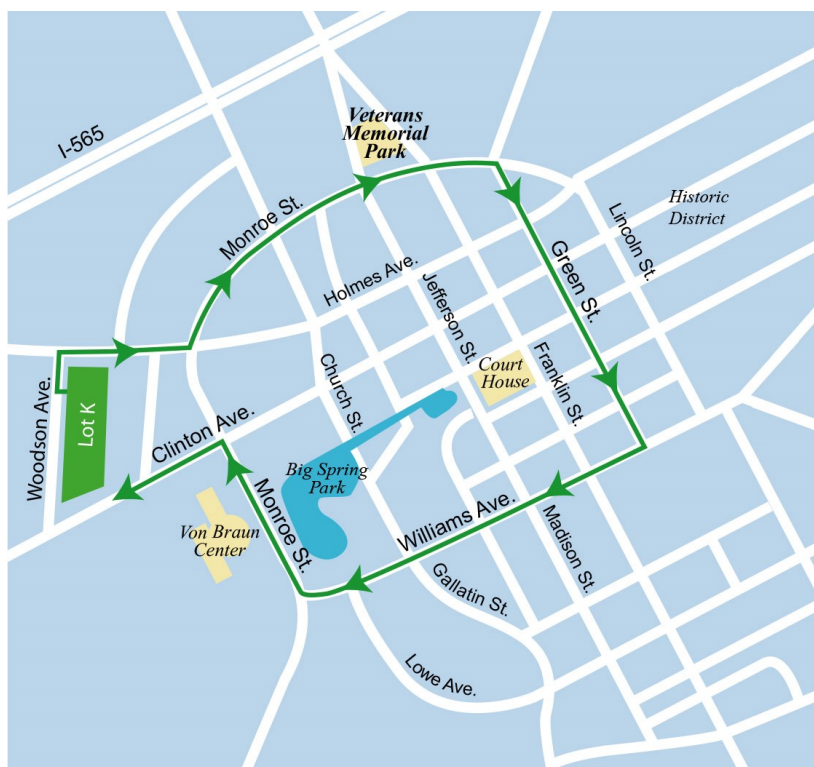 I-565
Veterans
Memorial
Park
Monroe St.
Historic
District
Lincoln St.
Green St.
Holmes Ave.
Jefferson St.
Franklin St.
Court
House
Church St.
Woodson Ave.
Lot K
Clinton Ave.
Big Spring
Park
Monroe St.
Von Braun
Center
Williams Ave.
Madison St.
Gallatin St.
Lowe Ave.